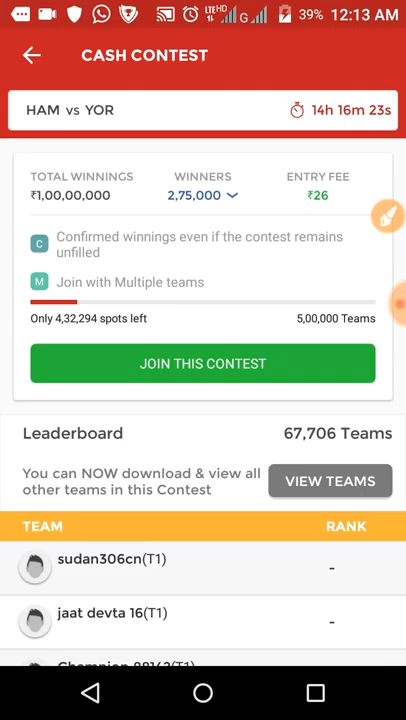 LTE HD
G
39% 12:13 AM
CASH CONTEST
HAM vs YOR 14h 16m 23s
TOTAL WINNINGS WINNERS ENTRY FEE
₹1,00,00,000 2,75,000 ₹26
C Confirmed winnings even if the contest remains
unfilled
M Join with Multiple teams
Only 4,32,294 spots left 5,00,000 Teams
JOIN THIS CONTEST
Leaderboard 67,706 Teams
You can NOW download & view all
other teams in this Contest
VIEW TEAMS
TEAM RANK
sudan306cn(T1) -
jaat devta 16(T1) -